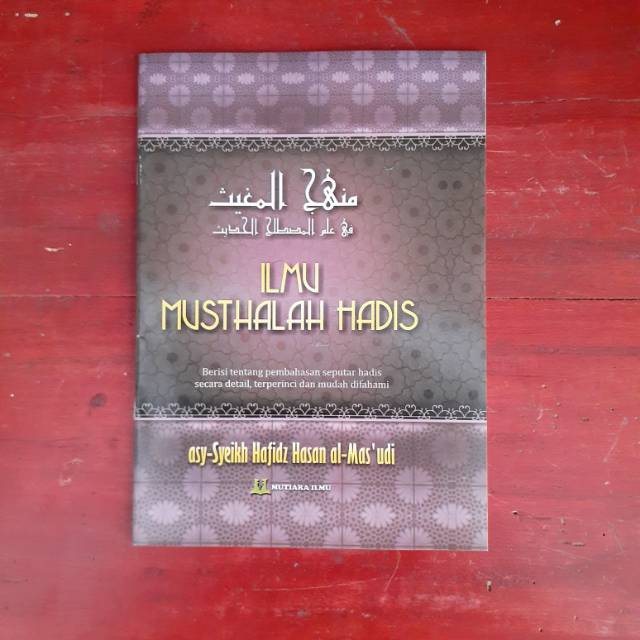 منهج المغيث
في علم المصطلح الحديث
ILMU
MUSTHALAH HADIS
Berisi tentang pembahasan seputar hadis
secara detail, terperinci dan mudah difahami
asy-Syeikh Hafidz Hasan al-Mas'udi
MUTIARA ILMU